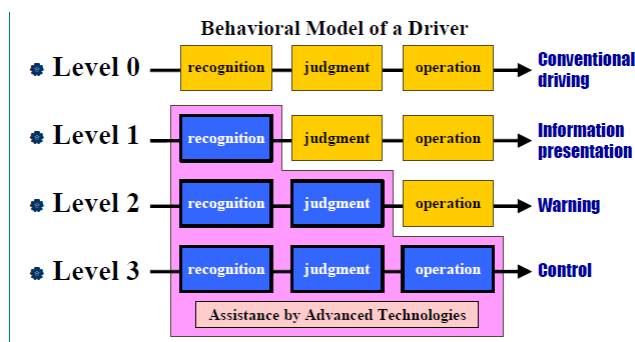 Behavioral Model of a Driver
Level 0 recognition judgment operation Conventional
driving
Level 1 recognition judgment operation Information
presentation
Level 2 recognition judgment operation Warning
Level 3 recognition judgment operation Control
Assistance by Advanced Technologies